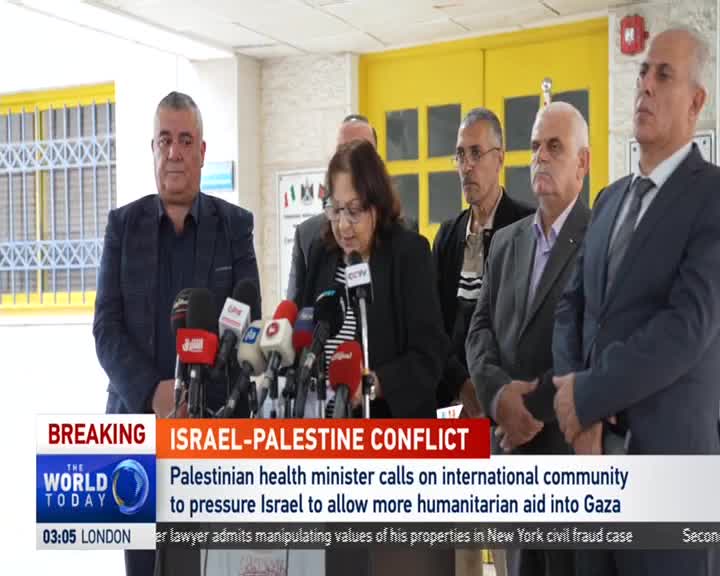 CCTV
BREAKING
ISRAEL-PALESTINE CONFLICT
THE
WORLD
TODAY
Palestinian health minister calls on international community
to pressure Israel to allow more humanitarian aid into Gaza
03:05 LONDON
er lawyer admits manipulating values of his properties in New York civil fraud case
Secon